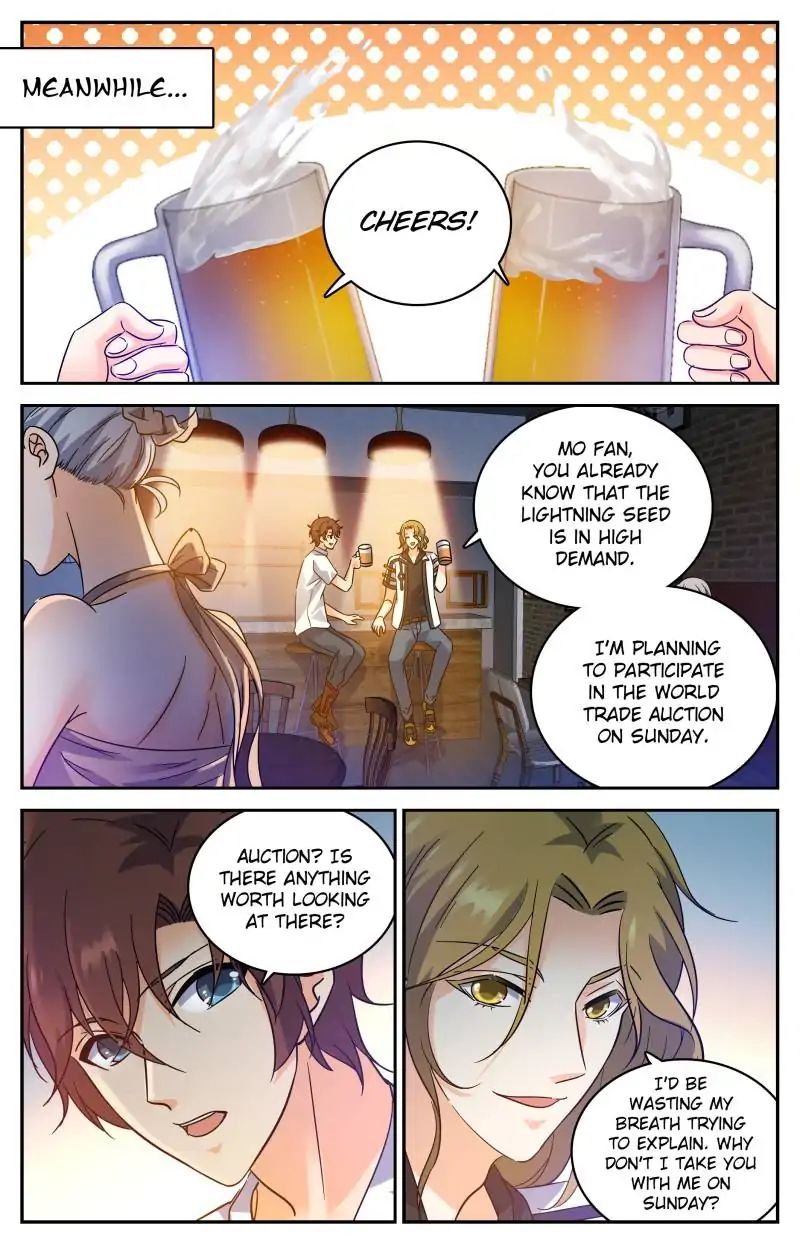 MEANWHILE...
CHEERS!
MO FAN,
YOU ALREADY
KNOW THAT THE
LIGHTNING SEED
IS IN HIGH
DEMAND.
I'M PLANNING
TO PARTICIPATE
IN THE WORLD
TRADE AUCTION
ON SUNDAY.
AUCTION? IS
THERE ANYTHING
WORTH LOOKING
AT THERE?
I'D BE
WASTING MY
BREATH TRYING
TO EXPLAIN. WHY
DON'T I TAKE YOU
WITH ME ON
SUNDAY?